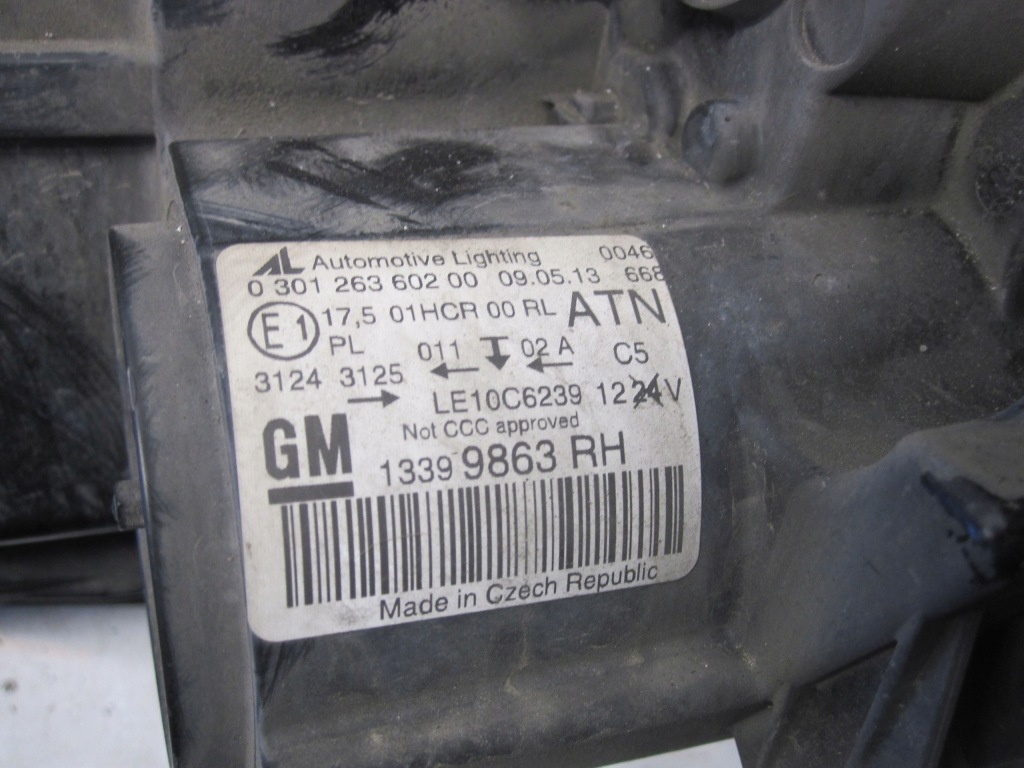 AL Automotive Lighting 0046
0 301 263 602 00 09.05.13 668
E1 17,5 01HCR 00 RL ATN
PL 011 02 A C5
3124 3125
LE10C6239 12 24 V
Not CCC approved
GM 1339 9863 RH
Made in Czech Republic